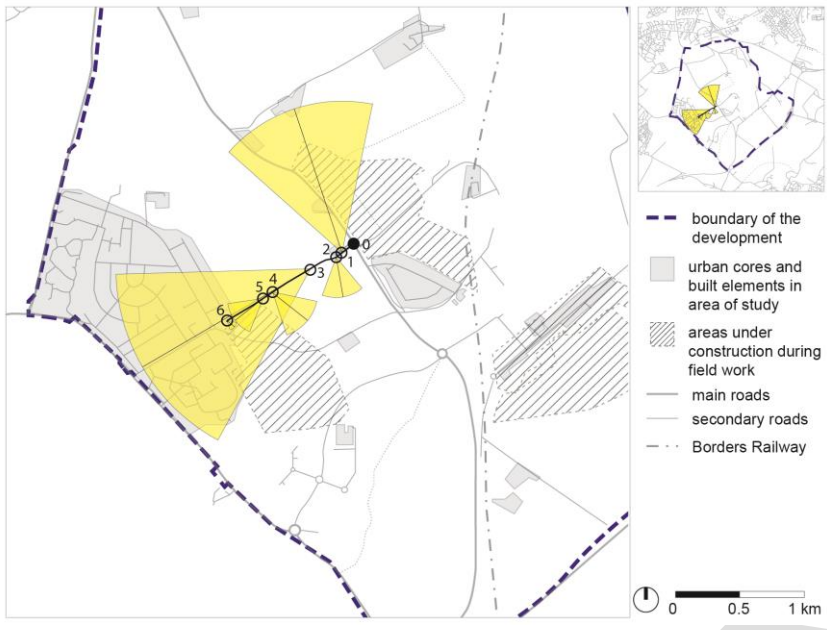 0
1
2
3
4
5
6
boundary of the
development
urban cores and
built elements in
area of study
areas under
construction during
field work
main roads
secondary roads
Borders Railway
0 0.5 1 km